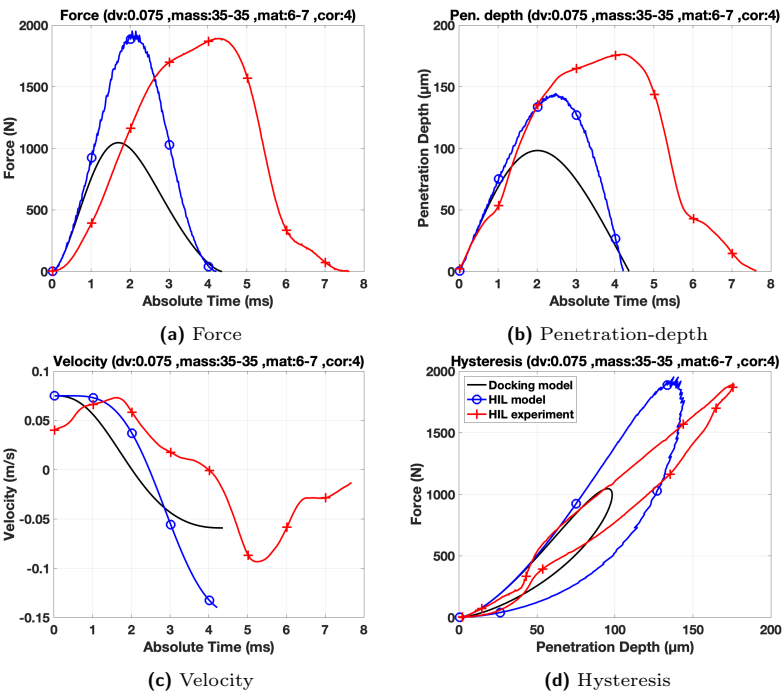 Force (dv:0.075 ,mass:35-35 ,mat:6-7 ,cor:4)
2000
1500
1000
500
0
Force (N)
0 1 2 3 4 5 6 7 8
Absolute Time (ms)
(a) Force
Pen. depth (dv:0.075 ,mass:35-35 ,mat:6-7 ,cor:4)
200
150
100
50
0
Penetration Depth (µm)
0 1 2 3 4 5 6 7 8
Absolute Time (ms)
(b) Penetration-depth
Velocity (dv:0.075 ,mass:35-35 ,mat:6-7 ,cor:4)
0.1
0.05
0
-0.05
-0.1
-0.15
Velocity (m/s)
0 1 2 3 4 5 6 7 8
Absolute Time (ms)
(c) Velocity
Hysteresis (dv:0.075 ,mass:35-35 ,mat:6-7 ,cor:4)
Docking model
HIL model
HIL experiment
2000
1500
1000
500
0
Force (N)
0 50 100 150 200
Penetration Depth (µm)
(d) Hysteresis